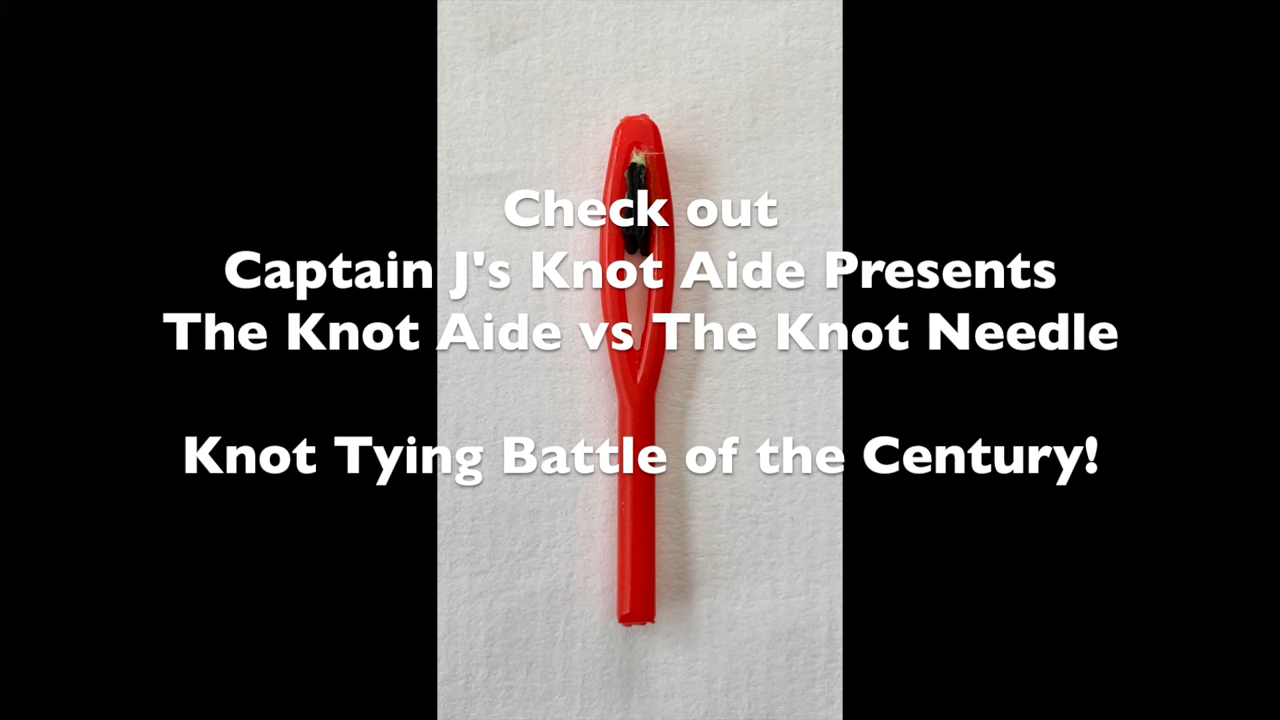 Check out
Captain J's Knot Aide Presents
The Knot Aide vs The Knot Needle
Knot Tying Battle of the Century!